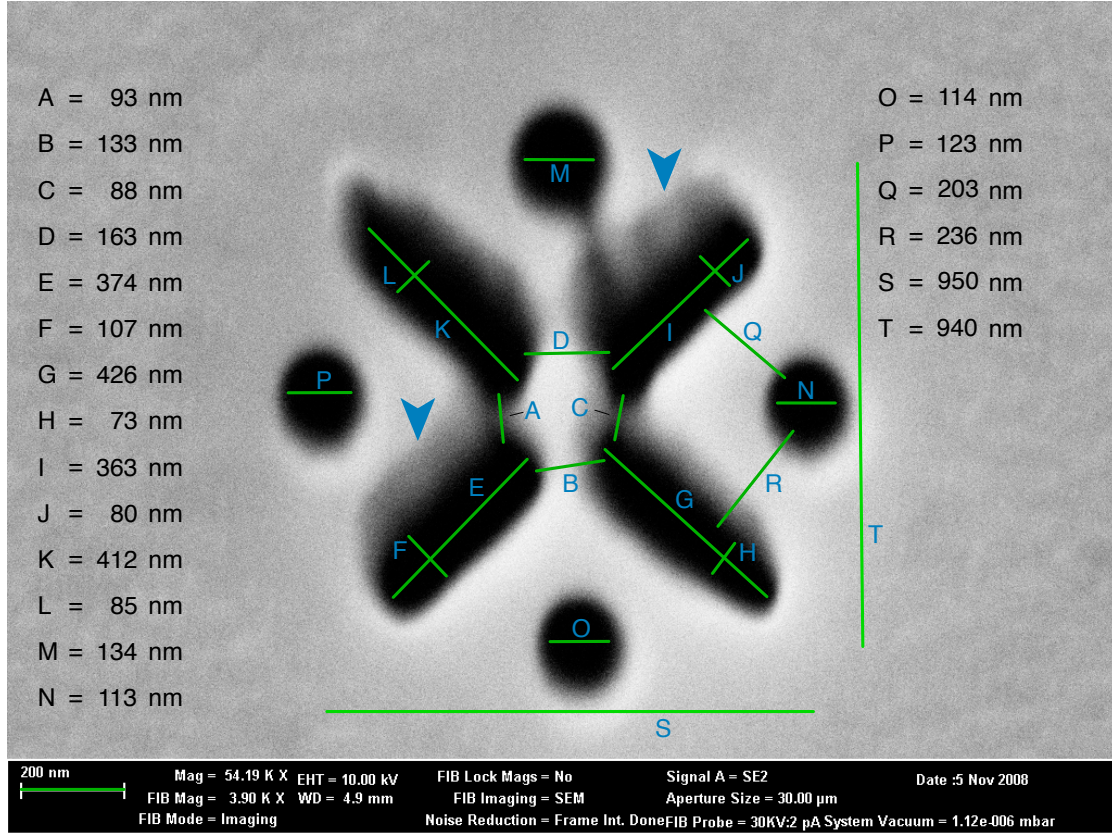 A = 93 nm
B = 133 nm
C = 88 nm
D = 163 nm
E = 374 nm
F = 107 nm
G = 426 nm
H = 73 nm
I = 363 nm
J = 80 nm
K = 412 nm
L = 85 nm
M = 134 nm
N = 113 nm
O = 114 nm
P = 123 nm
Q = 203 nm
R = 236 nm
S = 950 nm
T = 940 nm
M
L
J
K
D
I
Q
P
N
A
C
E
B
G
R
F
H
T
O
S
200 nm
Mag = 54.19 K X
FIB Mag = 3.90 K X
FIB Mode = Imaging
EHT = 10.00 kV
WD = 4.9 mm
FIB Lock Mags = No
FIB Imaging = SEM
Noise Reduction = Frame Int. Done
Signal A = SE2
Aperture Size = 30.00 µm
FIB Probe = 30KV:2 pA
Date :5 Nov 2008
System Vacuum = 1.12e-006 mbar